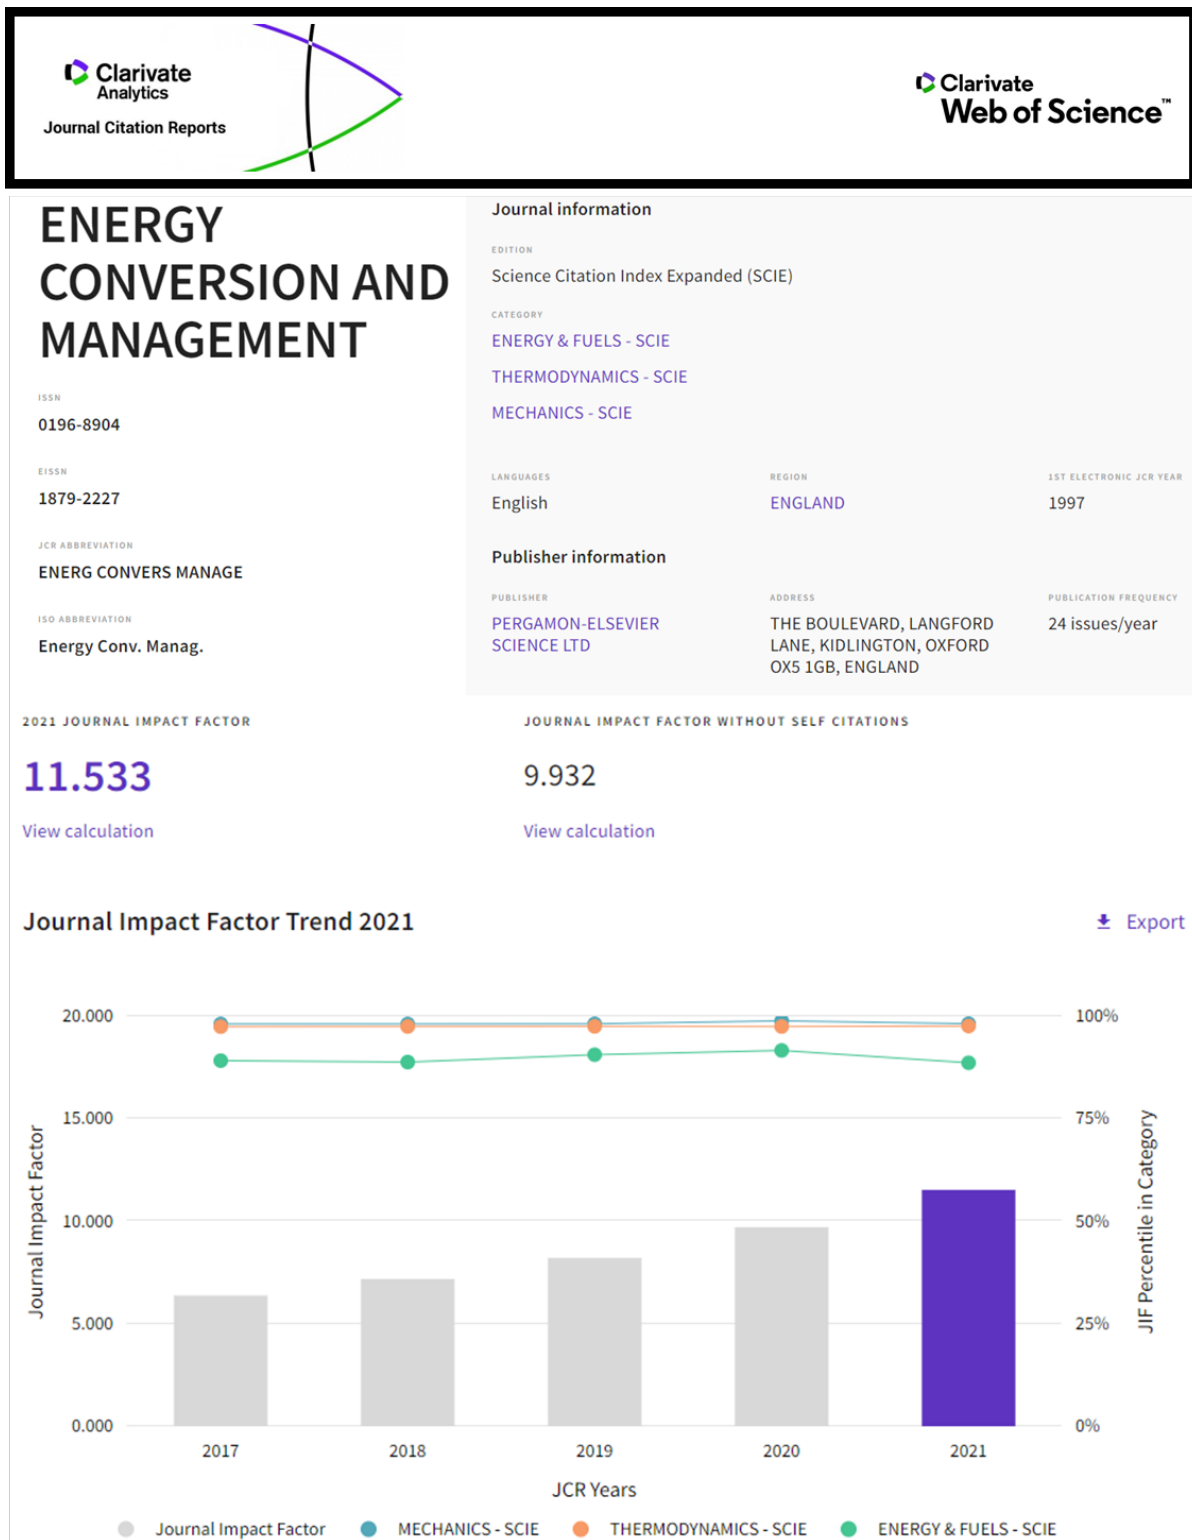 Clarivate
Analytics
Journal Citation Reports
Clarivate
Web of Science™
ENERGY
CONVERSION AND
MANAGEMENT
ISSN
0196-8904
EISSN
1879-2227
JCR ABBREVIATION
ENERG CONVERS MANAGE
ISO ABBREVIATION
Energy Conv. Manag.
Journal information
EDITION
Science Citation Index Expanded (SCIE)
CATEGORY
ENERGY & FUELS - SCIE
THERMODYNAMICS - SCIE
MECHANICS - SCIE
LANGUAGES
English
REGION
ENGLAND
1ST ELECTRONIC JCR YEAR
1997
Publisher information
PUBLISHER
PERGAMON-ELSEVIER
SCIENCE LTD
ADDRESS
THE BOULEVARD, LANGFORD
LANE, KIDLINGTON, OXFORD
OX5 1GB, ENGLAND
PUBLICATION FREQUENCY
24 issues/year
2021 JOURNAL IMPACT FACTOR
11.533
View calculation
JOURNAL IMPACT FACTOR WITHOUT SELF CITATIONS
9.932
View calculation
Journal Impact Factor Trend 2021
Export
Journal Impact Factor
20.000
15.000
10.000
5.000
0.000
100%
75%
50%
25%
0%
JIF Percentile in Category
2017
2018
2019
2020
2021
JCR Years
Journal Impact Factor
MECHANICS - SCIE
THERMODYNAMICS - SCIE
ENERGY & FUELS - SCIE